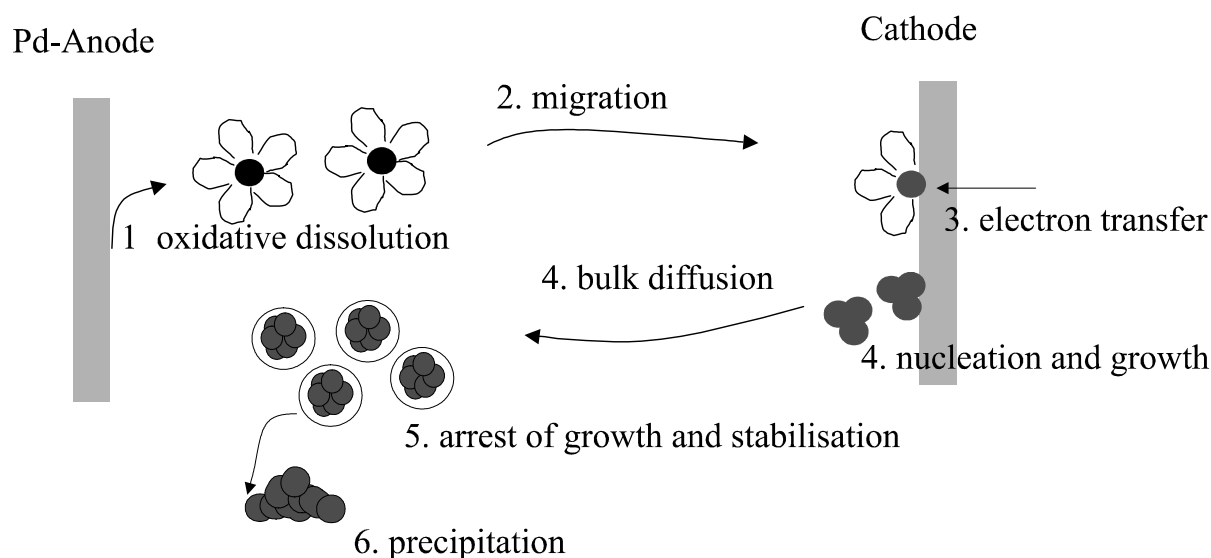 Pd-Anode
Cathode
2. migration
1 oxidative dissolution
3. electron transfer
4. bulk diffusion
4. nucleation and growth
5. arrest of growth and stabilisation
6. precipitation